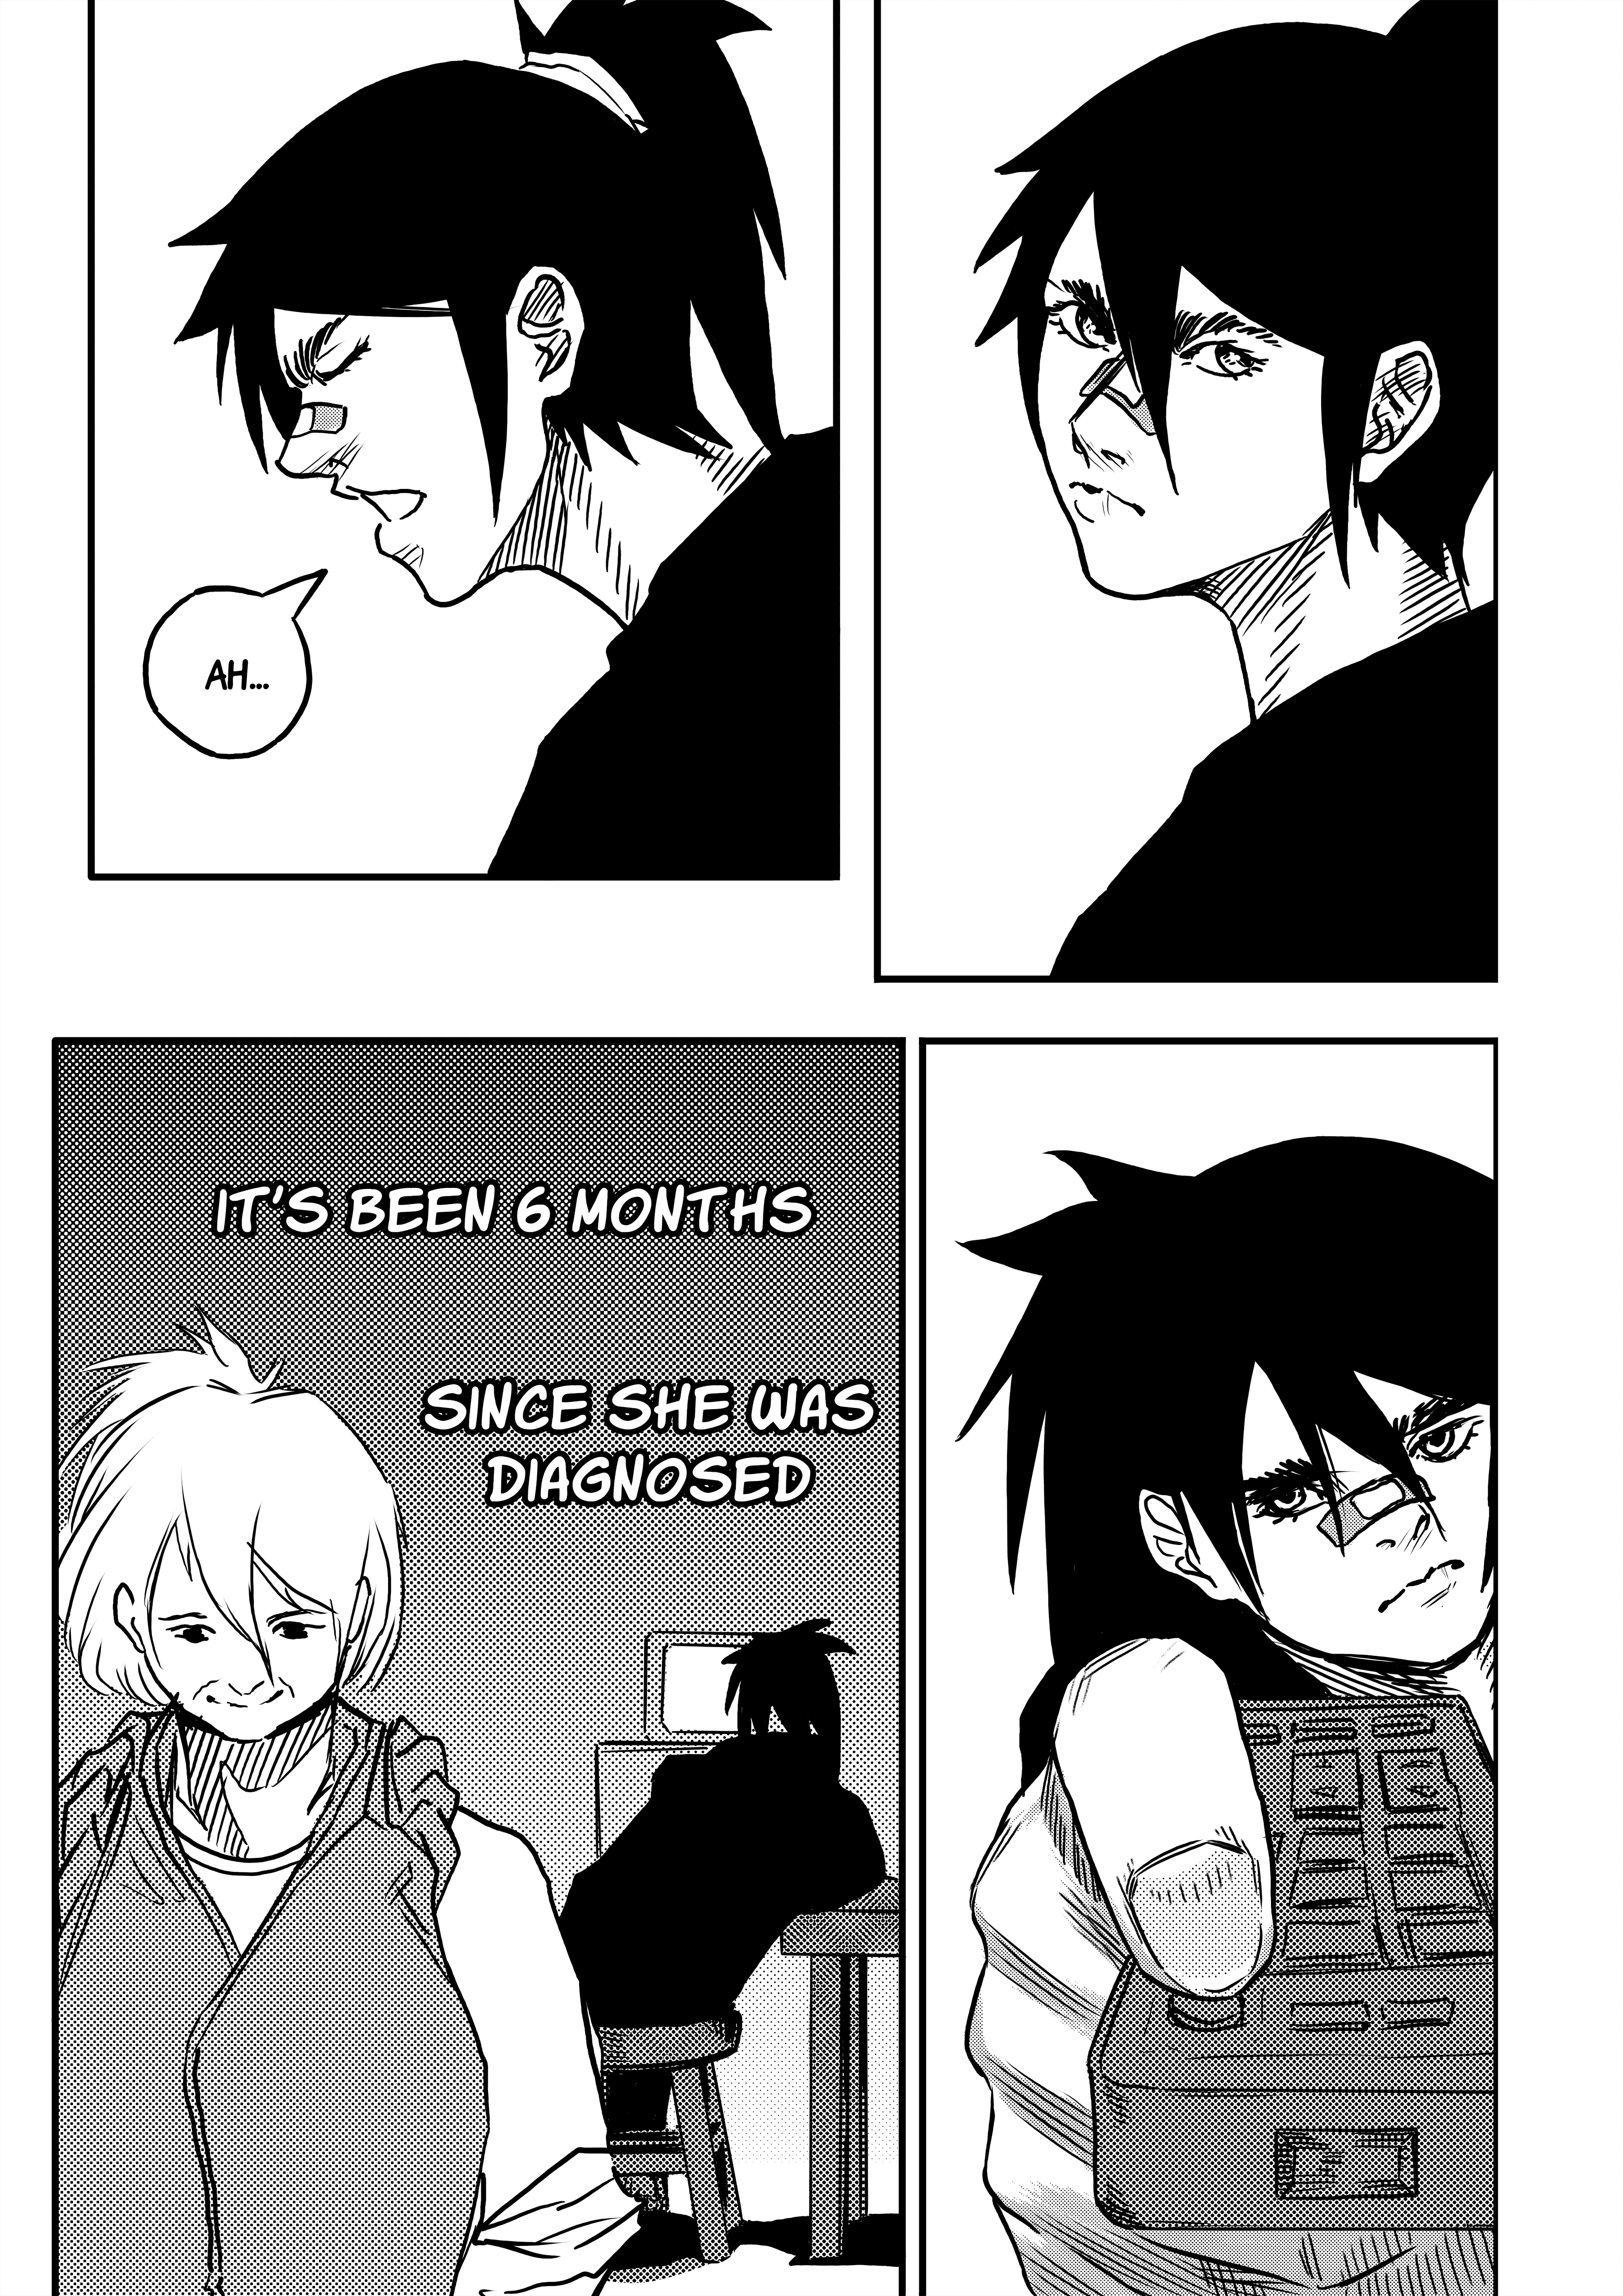 AH...
IT'S BEEN 6 MONTHS
SINCE SHE WAS
DIAGNOSED